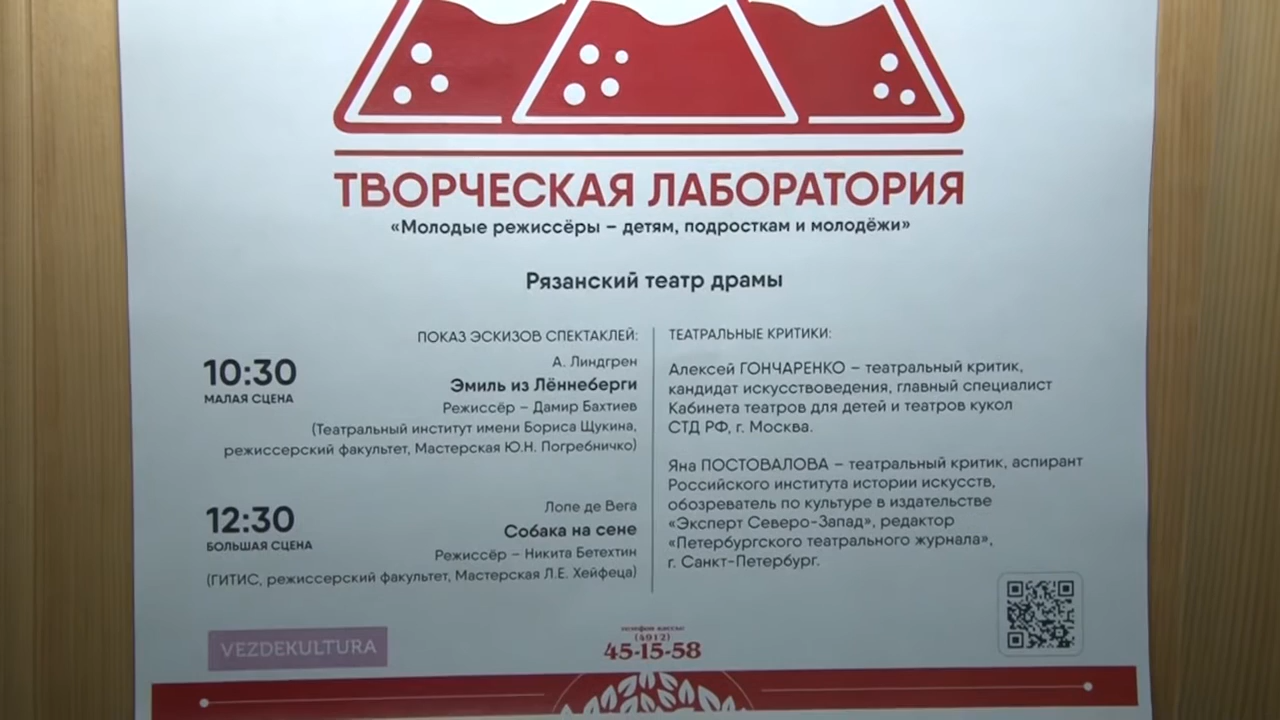 ТВОРЧЕСКАЯ ЛАБОРАТОРИЯ
«Молодые режиссёры – детям, подросткам и молодёжи»
Рязанский театр драмы
ПОКАЗ ЭСКИЗОВ СПЕКТАКЛЕЙ:
10:30
МАЛАЯ СЦЕНА
А. Линдгрен
Эмиль из Лённеберги
Режиссёр – Дамир Бахтиев
(Театральный институт имени Бориса Щукина,
режиссерский факультет, Мастерская Ю.Н. Погребничко)
12:30
БОЛЬШАЯ СЦЕНА
Лопе де Вега
Собака на сене
Режиссёр – Никита Бетехтин
(ГИТИС, режиссерский факультет, Мастерская Л.Е. Хейфеца)
ТЕАТРАЛЬНЫЕ КРИТИКИ:
Алексей ГОНЧАРЕНКО – театральный критик,
кандидат искусствоведения, главный специалист
Кабинета театров для детей и театров кукол
СТД РФ, г. Москва.
Яна ПОСТОВАЛОВА – театральный критик, аспирант
Российского института истории искусств,
обозреватель по культуре в издательстве
«Эксперт Северо-Запад», редактор
«Петербургского театрального журнала»,
г. Санкт-Петербург.
VEZDEKULTURA
телефон кассы:
(4912)
45-15-58